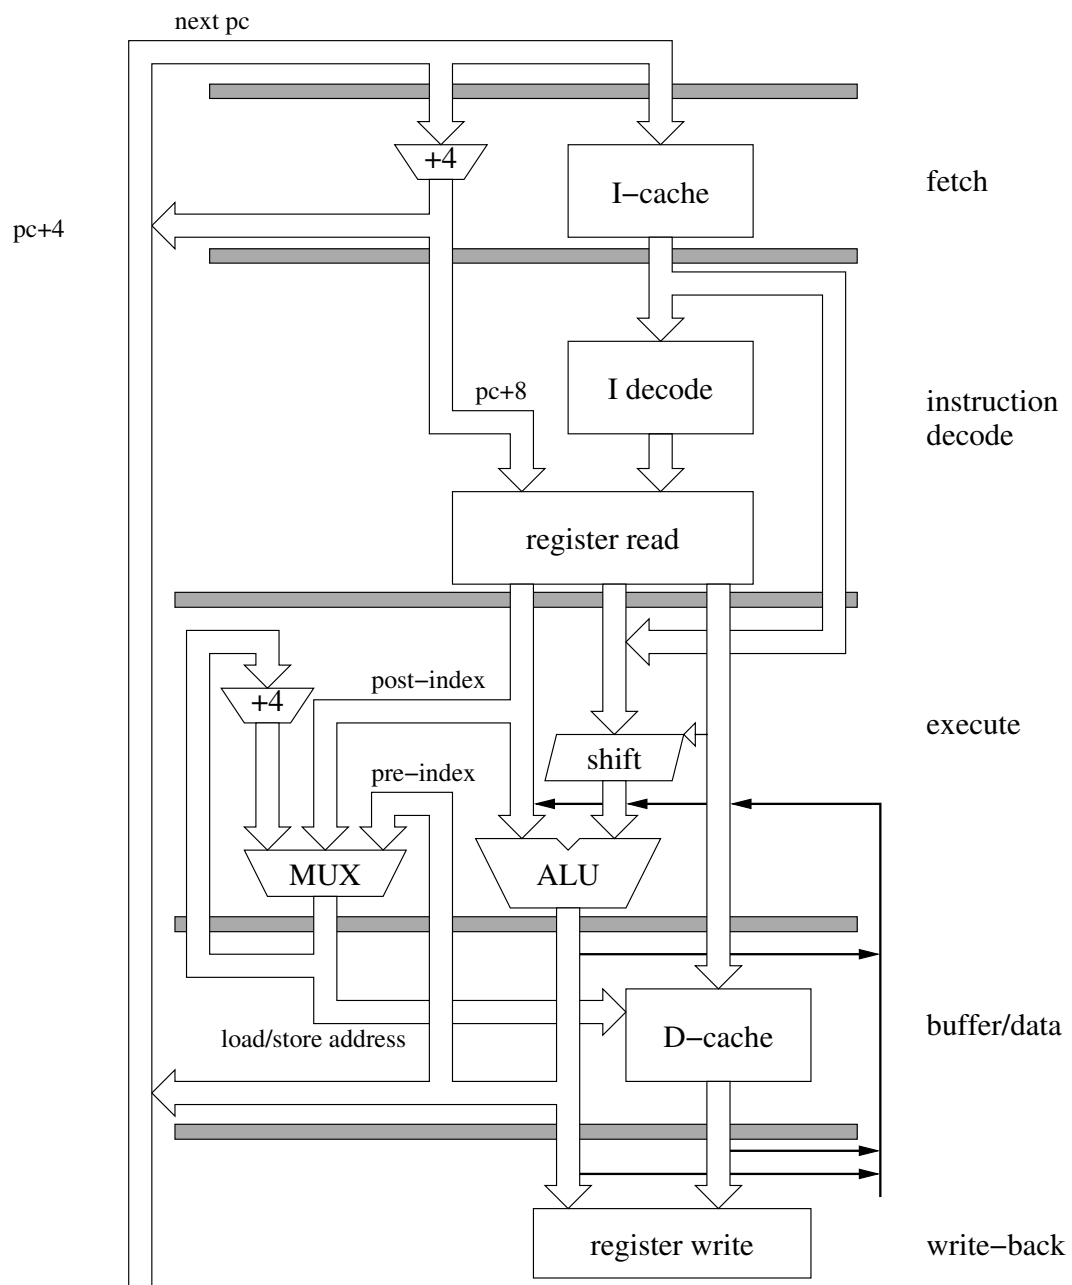 next pc
+4
I−cache
fetch
pc+4
pc+8
I decode
instruction
decode
register read
post−index
+4
execute
shift
pre−index
MUX
ALU
buffer/data
load/store address
D−cache
register write
write−back